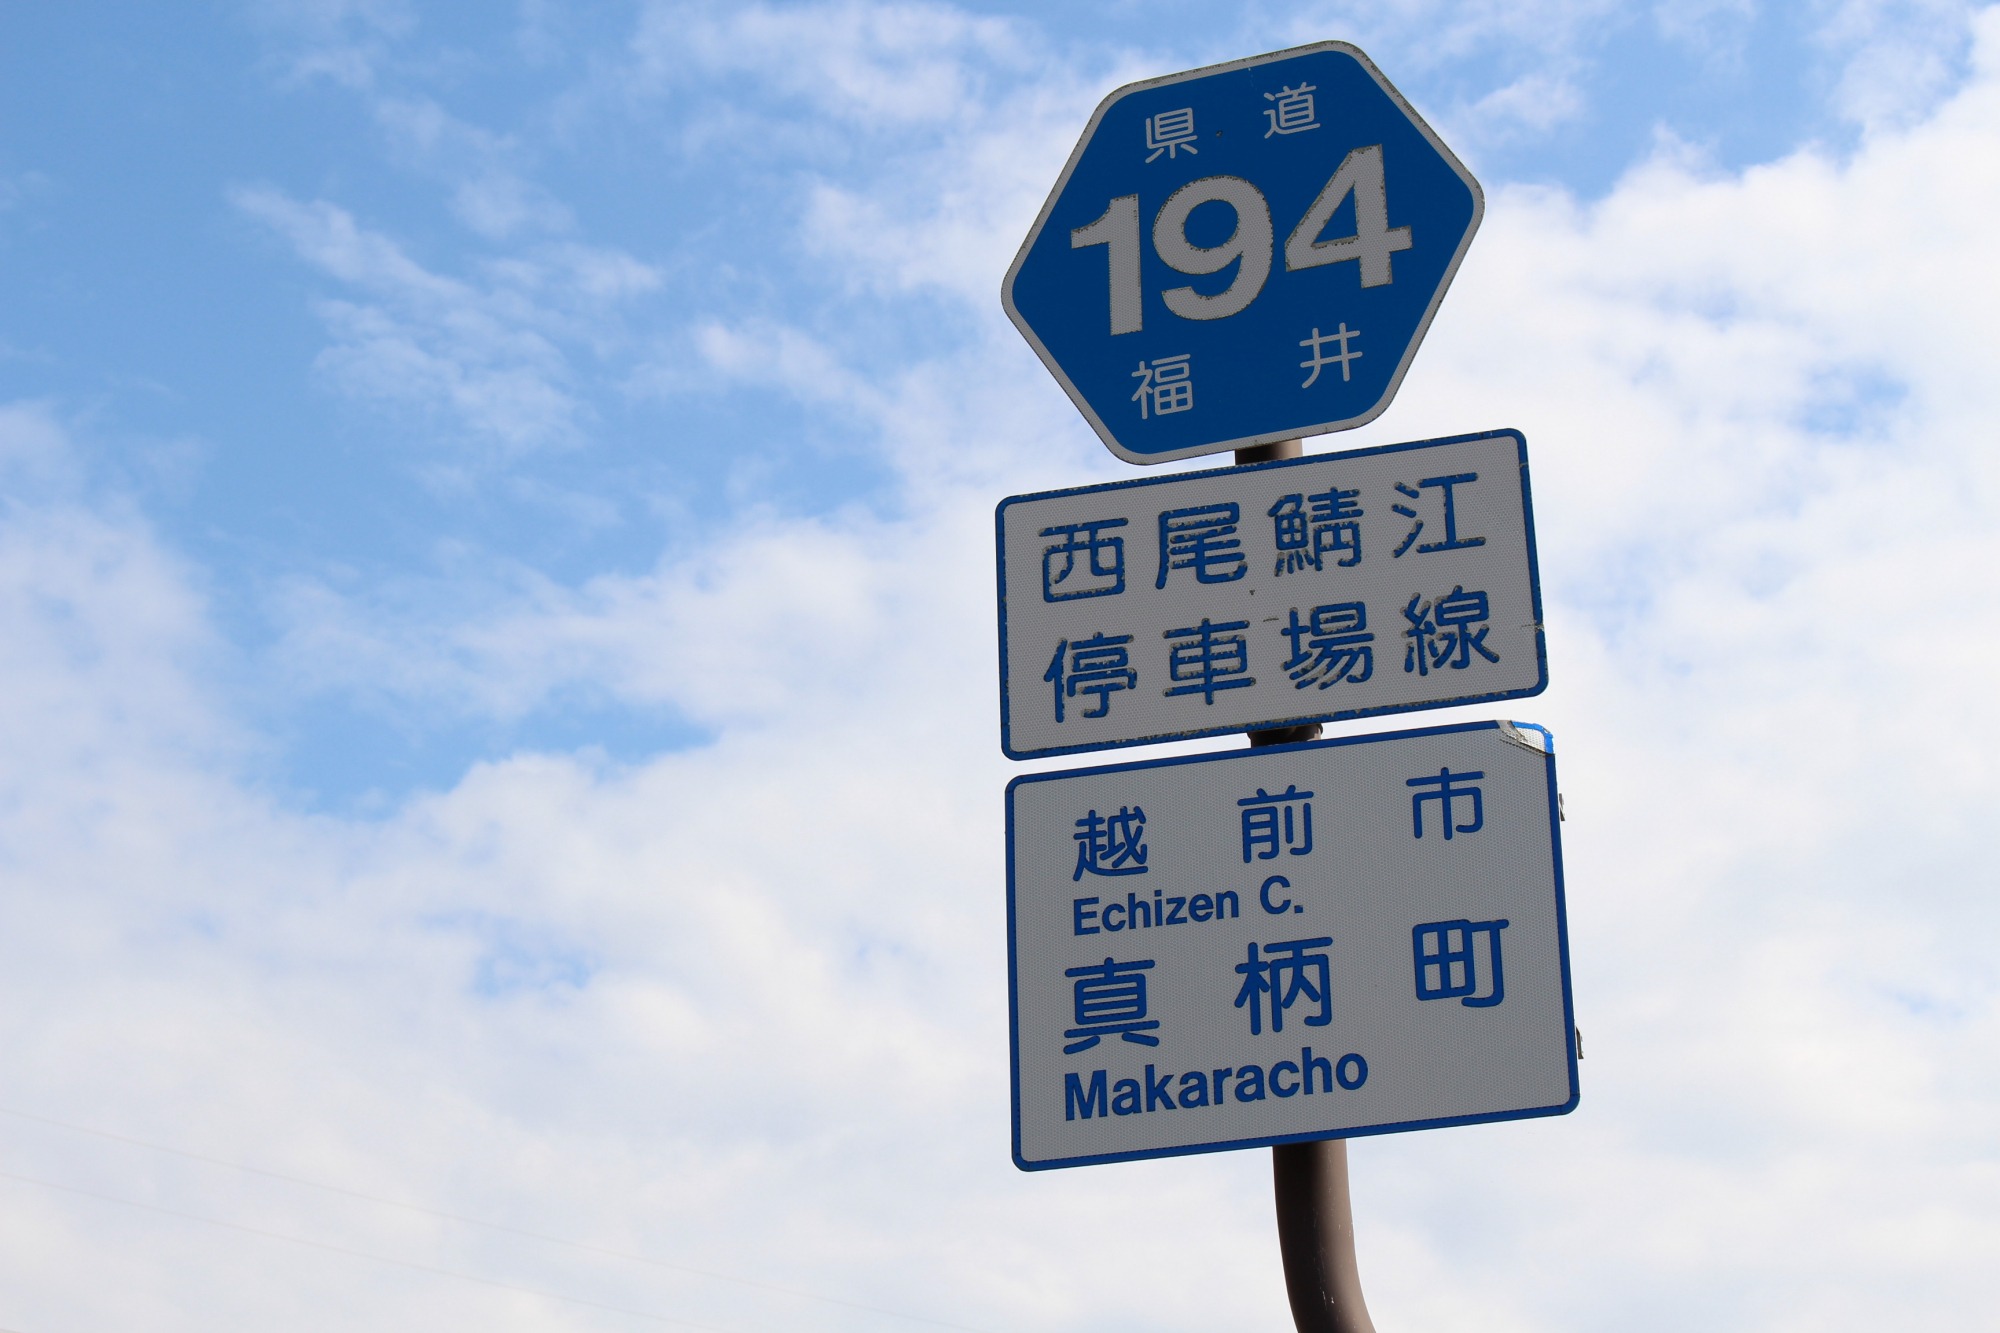 県道
194
福井
西尾鯖江
停車場線
越前市
Echizen C.
真柄町
Makaracho